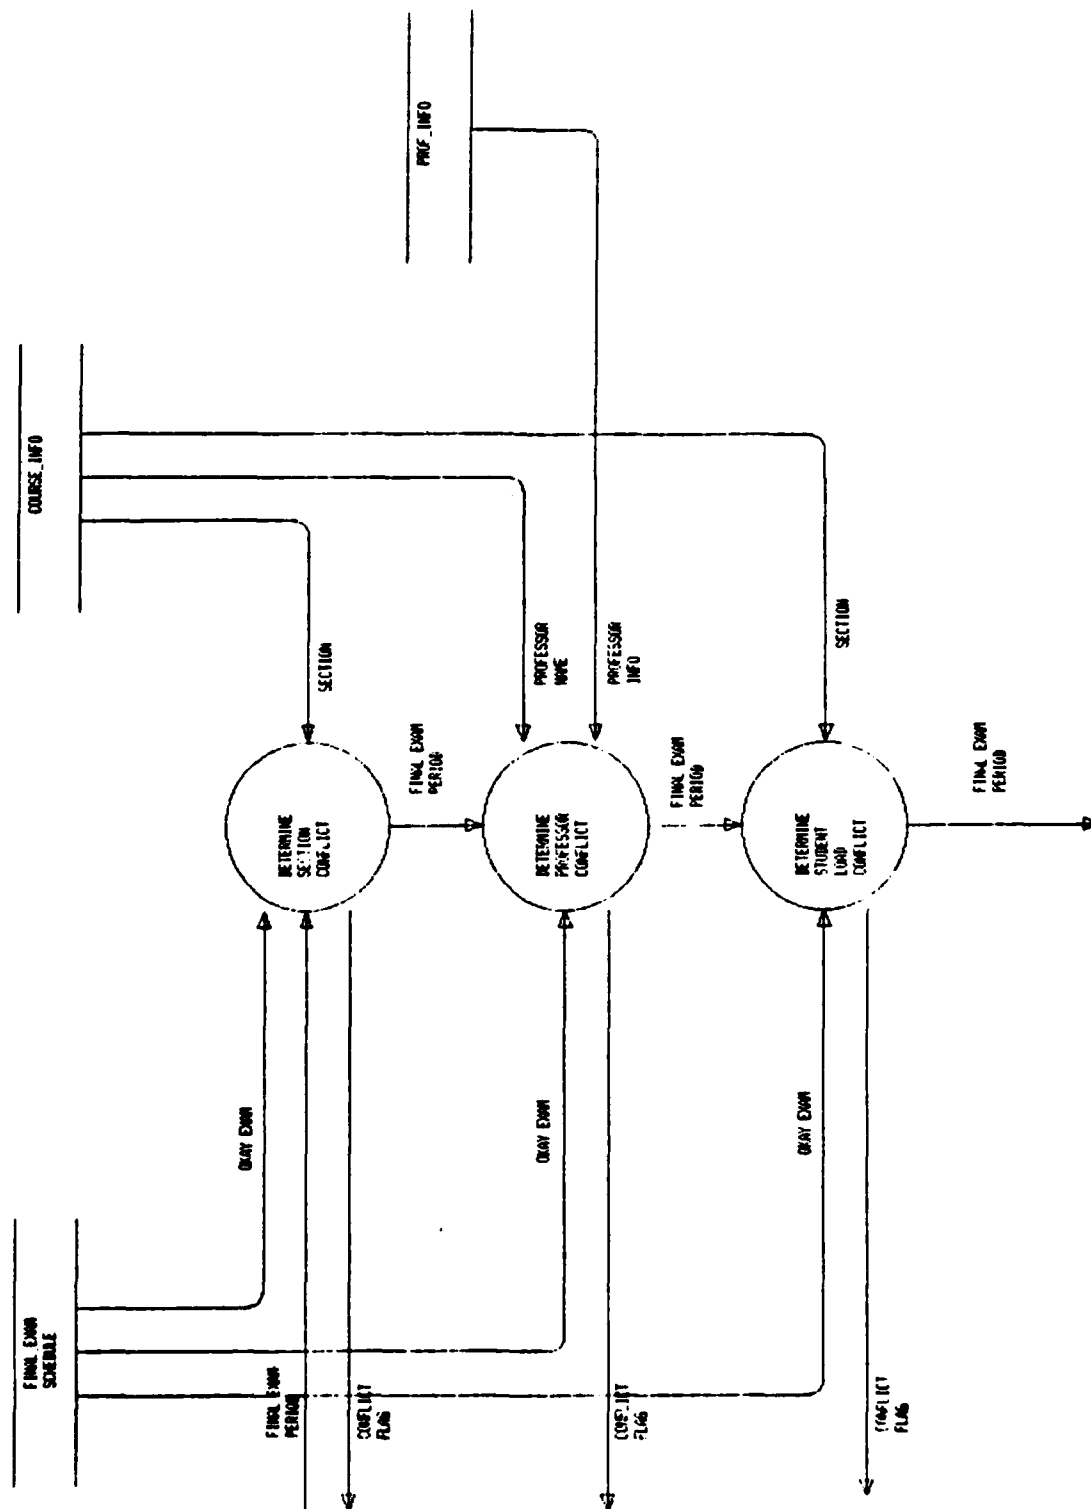 FINAL_EXAM
SCHEDULE
COURSE_INFO
PROF_INFO
OKAY EXAM
FINAL EXAM
PERIOD
CONFLICT
FLAG
DETERMINE
SECTION
CONFLICT
SECTION
FINAL EXAM
PERIOD
OKAY EXAM
CONFLICT
FLAG
DETERMINE
PROFESSOR
CONFLICT
PROFESSOR
NAME
PROFESSOR
INFO
FINAL EXAM
PERIOD
OKAY EXAM
CONFLICT
FLAG
DETERMINE
STUDENT
LOAD
CONFLICT
SECTION
FINAL EXAM
PERIOD